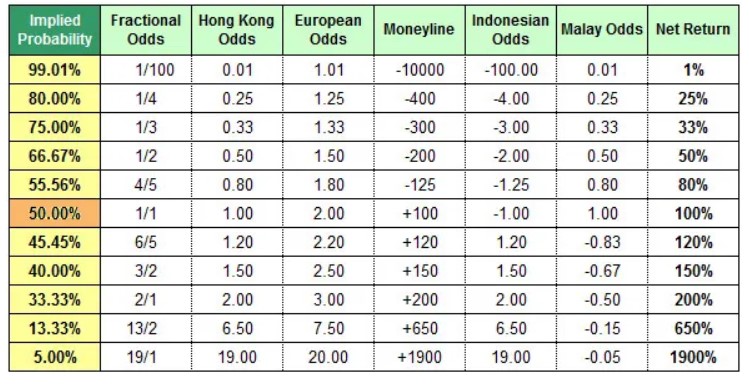 Implied Probability Fractional Odds Hong Kong Odds European Odds Moneyline Indonesian Odds Malay Odds Net Return
99.01% 1/100 0.01 1.01 -10000 -100.00 0.01 1%
80.00% 1/4 0.25 1.25 -400 -4.00 0.25 25%
75.00% 1/3 0.33 1.33 -300 -3.00 0.33 33%
66.67% 1/2 0.50 1.50 -200 -2.00 0.50 50%
55.56% 4/5 0.80 1.80 -125 -1.25 0.80 80%
50.00% 1/1 1.00 2.00 +100 -1.00 1.00 100%
45.45% 6/5 1.20 2.20 +120 1.20 -0.83 120%
40.00% 3/2 1.50 2.50 +150 1.50 -0.67 150%
33.33% 2/1 2.00 3.00 +200 2.00 -0.50 200%
13.33% 13/2 6.50 7.50 +650 6.50 -0.15 650%
5.00% 19/1 19.00 20.00 +1900 19.00 -0.05 1900%